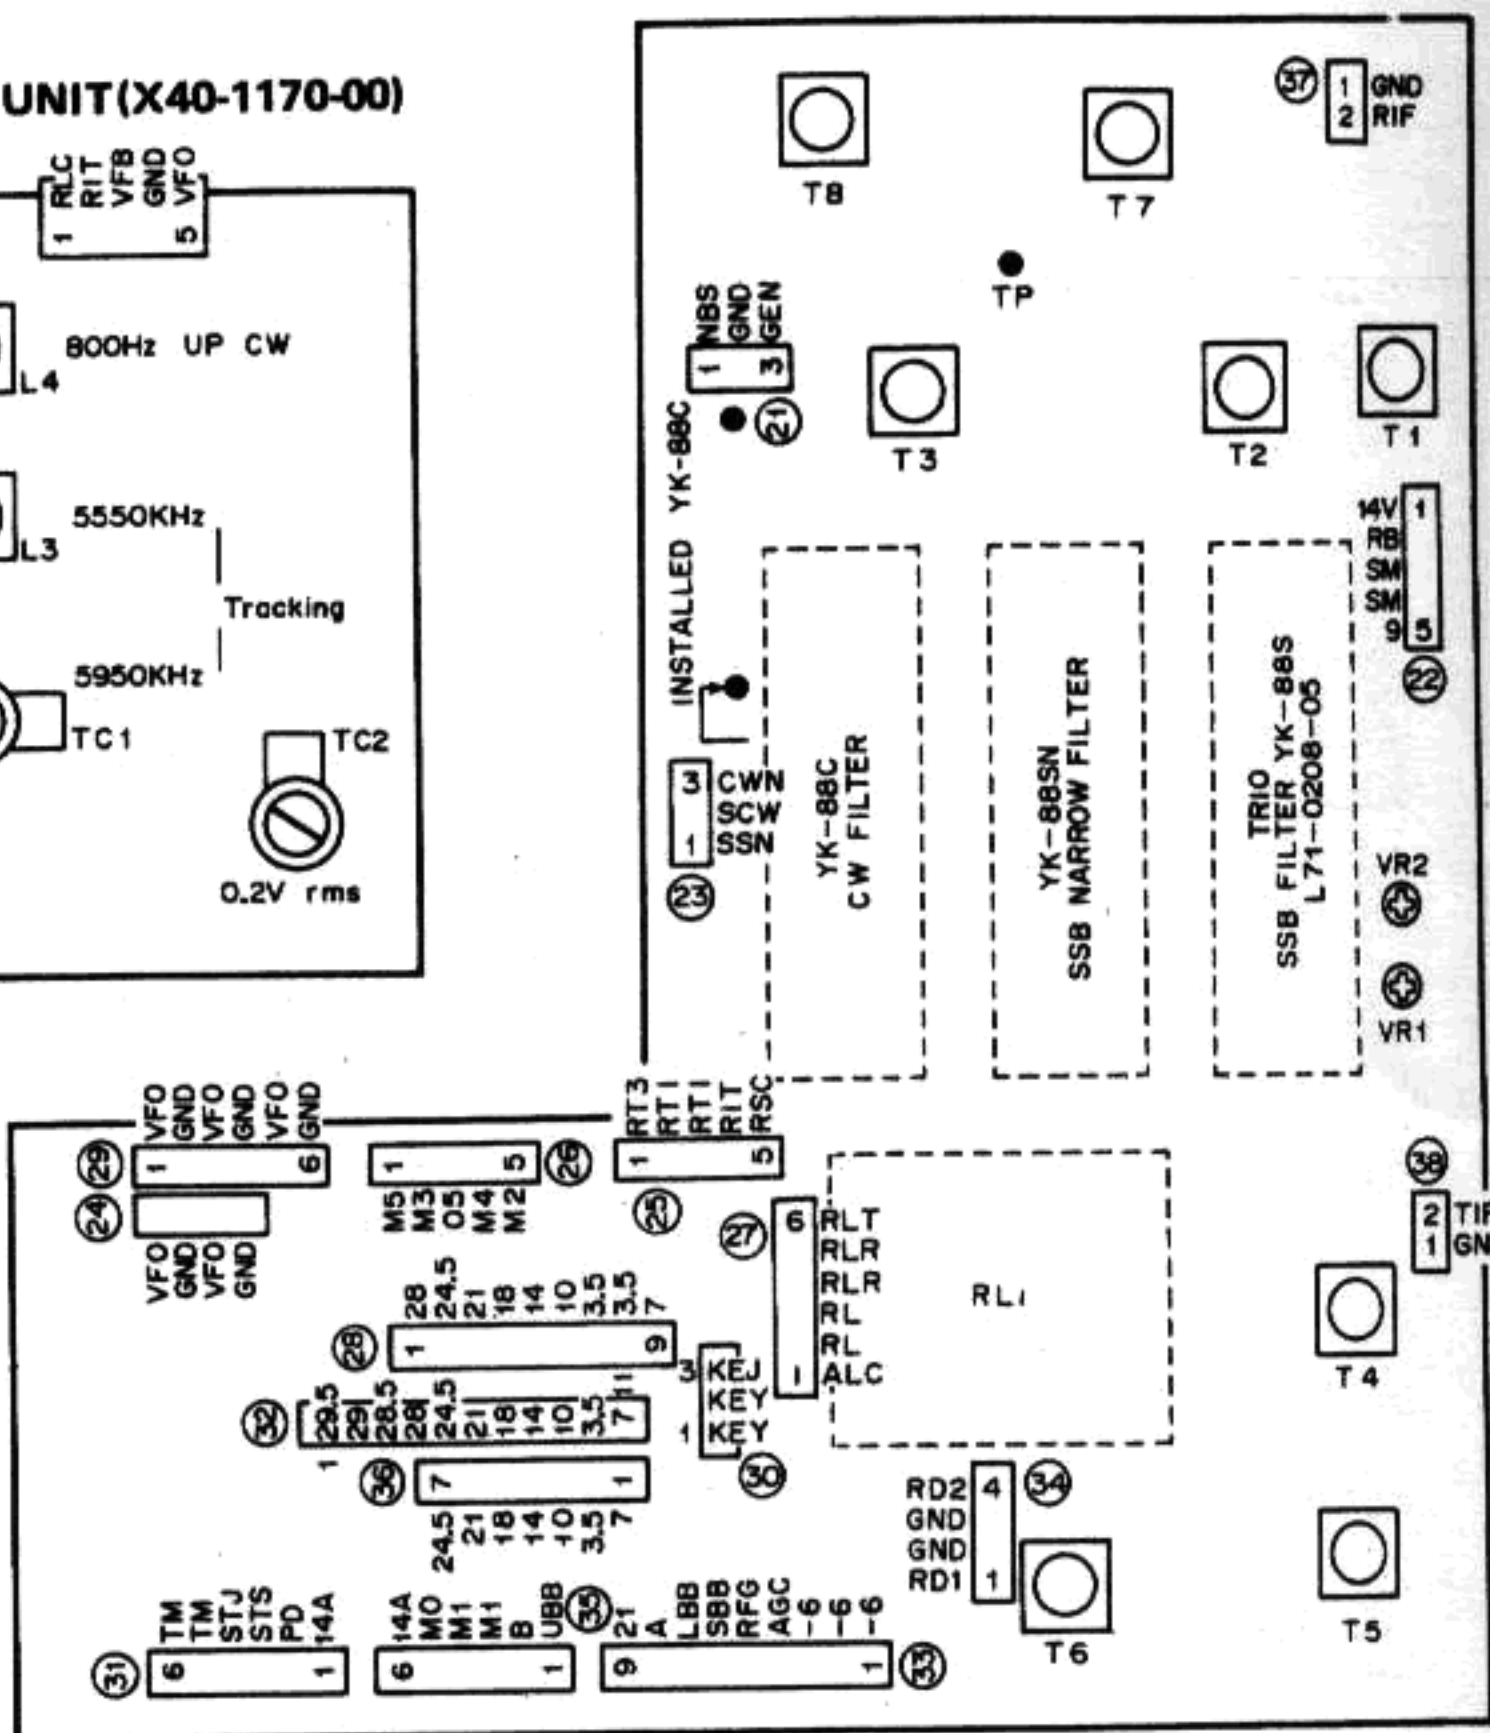 UNIT(X40-1170-00)
RLC
RIT
VFB
GND
VFO
1 5
L4
800Hz UP CW
L3
5550KHz
Tracking
5950KHz
TC1
TC2
0.2V rms
T8
T7
37
1 GND
2 RIF
TP
NBS
GND
GEN
1 3
21
T3
T2
T1
INSTALLED YK-88C
14V 1
RB
SM
SM
9 5
22
3 CWN
SCW
1 SSN
23
YK-88C
CW FILTER
YK-88SN
SSB NARROW FILTER
TRIO
SSB FILTER YK-88S
L71-0208-05
VR2
VR1
VFO
GND
VFO
GND
VFO
GND
29
1 6
24
VFO
GND
VFO
GND
1 5
26
M5
M3
05
M4
M2
RT3
RT1
RT1
RIT
RSC
1 5
25
27
6 RLT
RLR
RLR
RL
RL
1 ALC
RL1
38
2
1
T4
28
24.5
21
18
14
10
3.5
3.5
7
28
1 9
32
29.5
29
28.5
28
24.5
21
18
14
10
3.5
7
1 11
36
7 1
24.5
21
18
14
10
3.5
7
3 KEJ
KEY
1 KEY
30
RD2 4
GND
GND
RD1 1
34
T6
T5
TM
TM
STJ
STS
PD
14A
31
6 1
14A
MO
M1
M1
B
UBB
35
6 1
21
A
LBB
SBB
RFG
AGC
-6
-6
-6
9 1
33